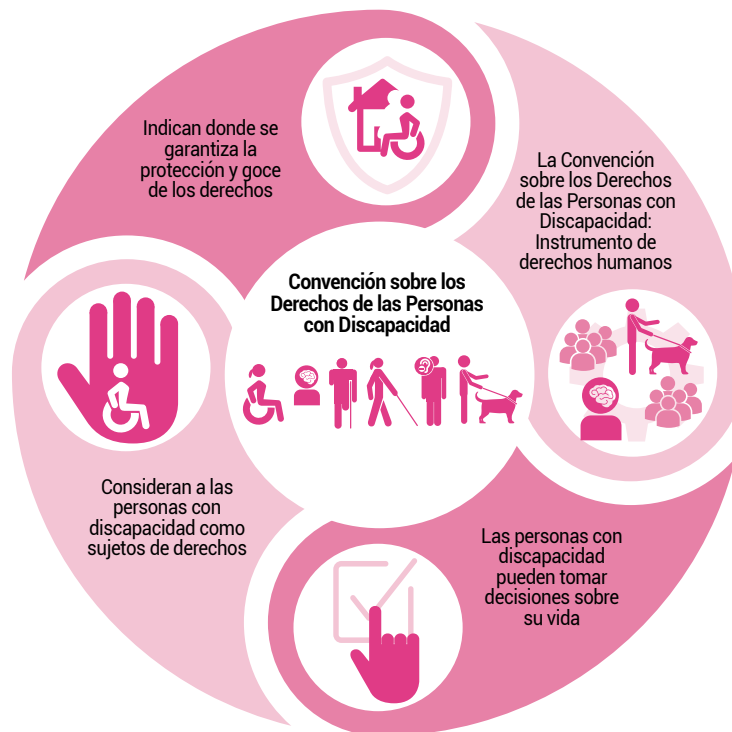 Indican donde se
garantiza la
protección y goce
de los derechos
La Convención
sobre los Derechos
de las Personas con
Discapacidad:
Instrumento de
derechos humanos
Convención sobre los
Derechos de las Personas
con Discapacidad
Consideran a las
personas con
discapacidad como
sujetos de derechos
Las personas con
discapacidad
pueden tomar
decisiones sobre
su vida